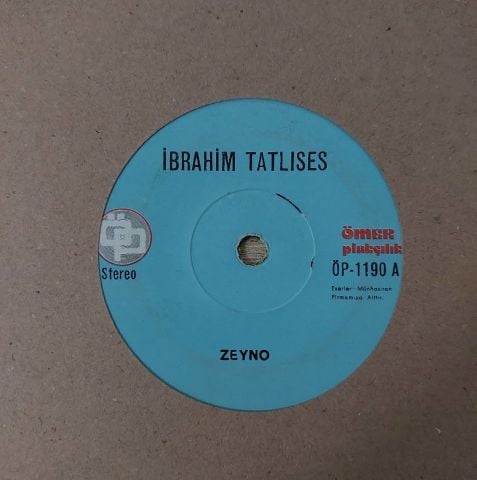 İBRAHİM TATLISES
öp
Stereo
ÖMER
plakçılık
ÖP-1190 A
Eserler Münhasıran
Firmamıza Aittir.
ZEYNO